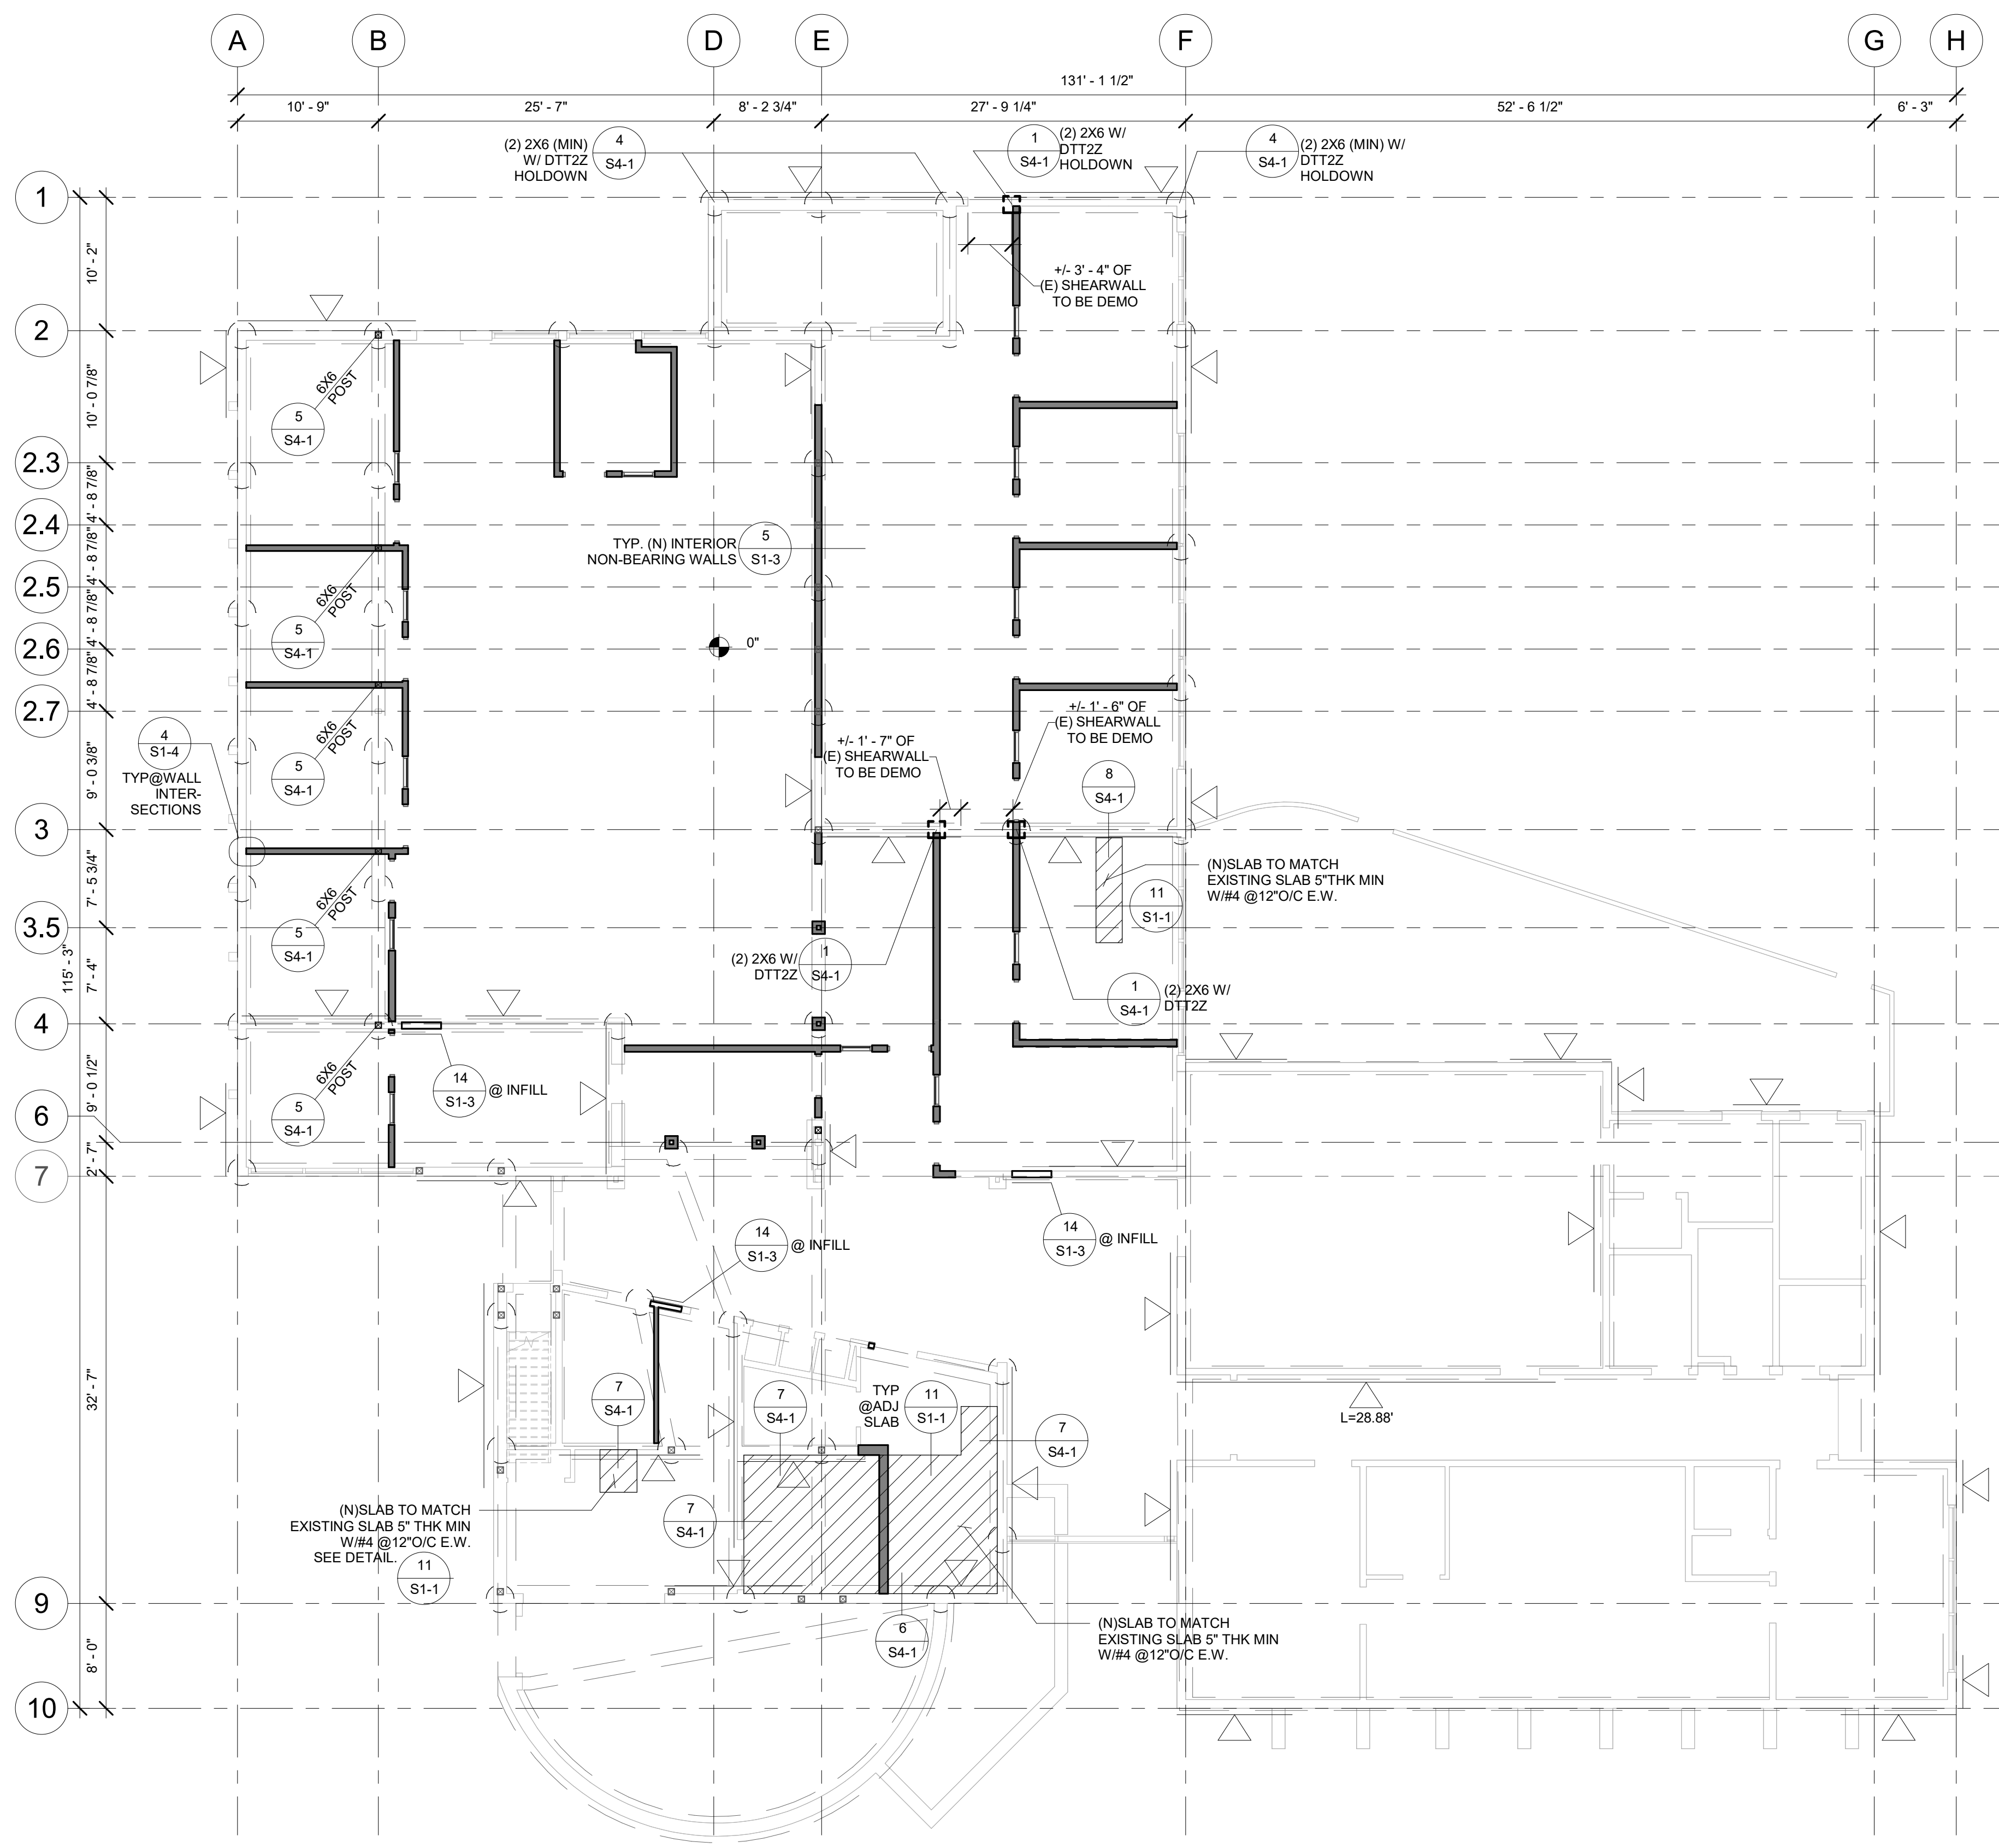 A B D E F G H
131' - 1 1/2"
10' - 9" 25' - 7" 8' - 2 3/4" 27' - 9 1/4" 52' - 6 1/2" 6' - 3"
(2) 2X6 (MIN)
W/ DTT2Z
HOLDOWN
4
S4-1
1
S4-1
(2) 2X6 W/
DTT2Z
HOLDOWN
4
S4-1
(2) 2X6 (MIN) W/
DTT2Z
HOLDOWN
1
10' - 2"
+/- 3' - 4" OF
(E) SHEARWALL
TO BE DEMO
2
10' - 0 7/8"
6X6
POST
5
S4-1
2.3
4' - 8 7/8"
2.4
4' - 8 7/8"
TYP. (N) INTERIOR
NON-BEARING WALLS
5
S1-3
2.5
4' - 8 7/8"
6X6
POST
5
S4-1
2.6
0"
4' - 8 7/8"
2.7
6X6
POST
5
S4-1
4
S1-4
TYP@WALL
INTER-
SECTIONS
9' - 0 3/8"
+/- 1' - 7" OF
(E) SHEARWALL
TO BE DEMO
+/- 1' - 6" OF
(E) SHEARWALL
TO BE DEMO
8
S4-1
3
7' - 5 3/4"
(N)SLAB TO MATCH
EXISTING SLAB 5"THK MIN
W/#4 @12"O/C E.W.
11
S1-1
6X6
POST
5
S4-1
3.5
115' - 3"
7' - 4"
(2) 2X6 W/
DTT2Z
1
S4-1
1
S4-1
(2) 2X6 W/
DTT2Z
4
9' - 0 1/2"
6X6
POST
5
S4-1
14
S1-3
@ INFILL
6
2' - 7"
7
14
S1-3
@ INFILL
14
S1-3
@ INFILL
32' - 7"
7
S4-1
7
S4-1
TYP
@ADJ
SLAB
11
S1-1
7
S4-1
L=28.88'
7
S4-1
(N)SLAB TO MATCH
EXISTING SLAB 5" THK MIN
W/#4 @12"O/C E.W.
SEE DETAIL.
11
S1-1
9
6
S4-1
(N)SLAB TO MATCH
EXISTING SLAB 5" THK MIN
W/#4 @12"O/C E.W.
8' - 0"
10